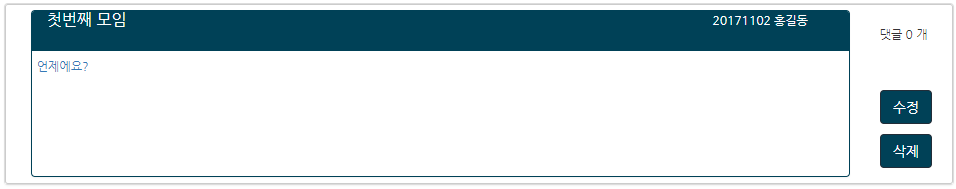 첫번째 모임
20171102 홍길동
댓글 0 개
언제에요?
수정
삭제